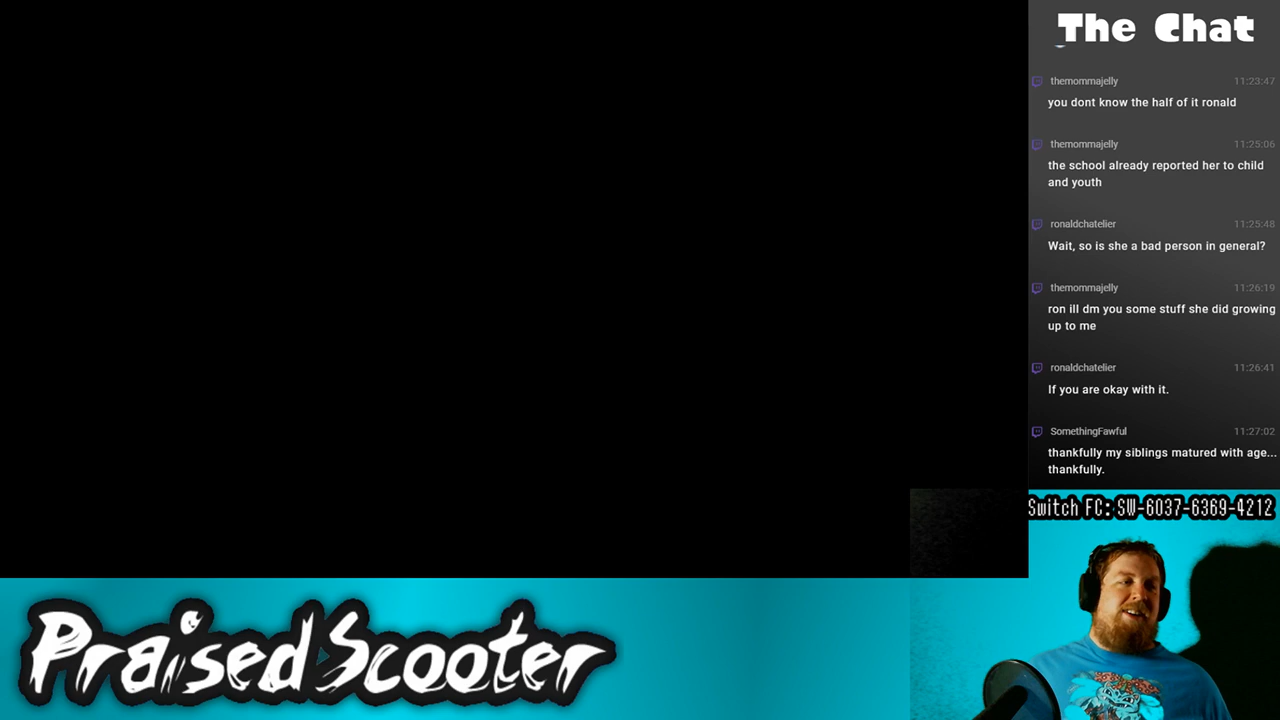 The Chat
themommajelly 11:23:47
you dont know the half of it ronald
themommajelly 11:25:06
the school already reported her to child
and youth
ronaldchatelier 11:25:48
Wait, so is she a bad person in general?
themommajelly 11:26:19
ron ill dm you some stuff she did growing
up to me
ronaldchatelier 11:26:41
If you are okay with it.
SomethingFawful 11:27:02
thankfully my siblings matured with age...
thankfully.
Switch FC: SW-6037-6369-4212
PraisedScooter